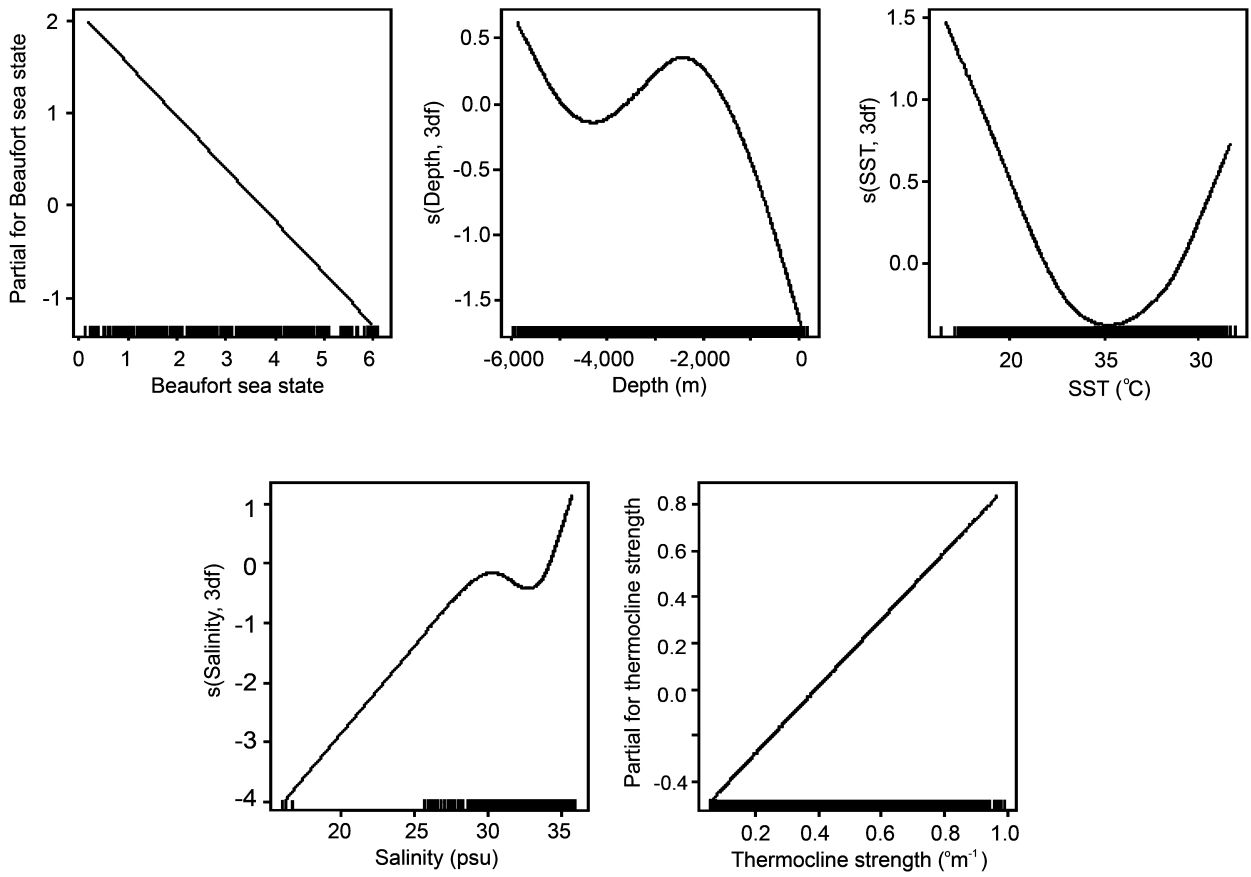 Partial for Beaufort sea state
2
1
0
-1
0 1 2 3 4 5 6
Beaufort sea state
s(Depth, 3df)
0.5
0.0
-0.5
-1.0
-1.5
-6,000 -4,000 -2,000 0
Depth (m)
s(SST, 3df)
1.5
1.0
0.5
0.0
20 35 30
SST (°C)
s(Salinity, 3df)
1
0
-1
-2
-3
-4
20 25 30 35
Salinity (psu)
Partial for thermocline strength
0.8
0.6
0.4
0.2
0.0
-0.4
0.2 0.4 0.6 0.8 1.0
Thermocline strength (°m⁻¹)